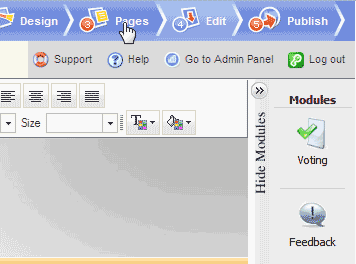 Design 3 Pages 4 Edit 5 Publish
Support Help Go to Admin Panel Log out
Modules
Size
Hide Modules
Voting
Feedback